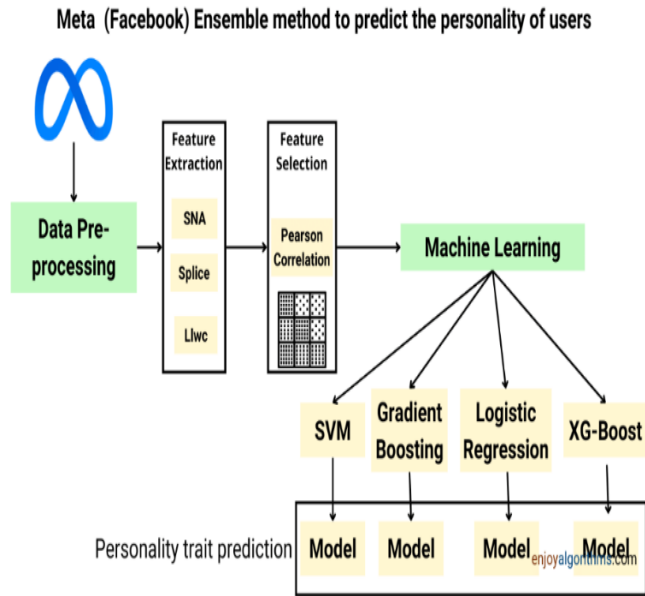 Meta (Facebook) Ensemble method to predict the personality of users
Feature
Extraction
SNA
Splice
LIwc
Feature
Selection
Pearson
Correlation
Data Pre-
processing
Machine Learning
SVM
Gradient
Boosting
Logistic
Regression
XG-Boost
Personality trait prediction
Model
Model
Model
Model
enjoyalgorithms.com